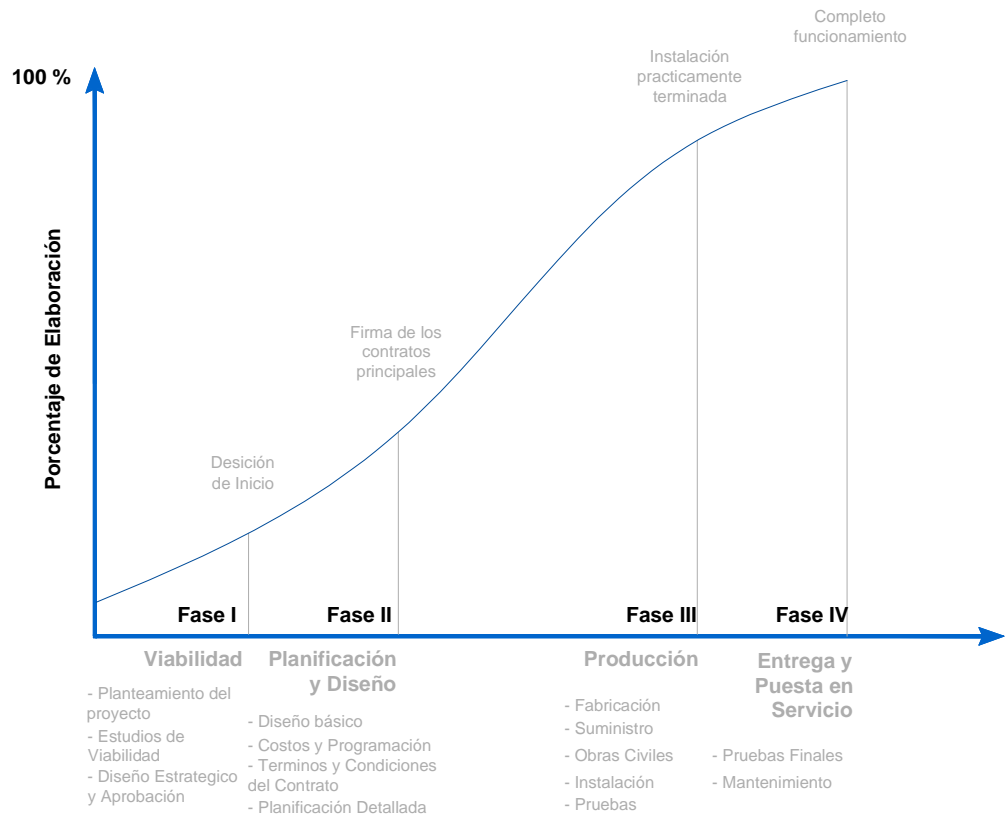 Completo
funcionamiento
Instalación
practicamente
terminada
100 %
Porcentaje de Elaboración
Firma de los
contratos
principales
Desición
de Inicio
Fase I
Fase II
Fase III
Fase IV
Viabilidad
- Planteamiento del
proyecto
- Estudios de
Viabilidad
- Diseño Estrategico
y Aprobación
Planificación
y Diseño
- Diseño básico
- Costos y Programación
- Terminos y Condiciones
del Contrato
- Planificación Detallada
Producción
- Fabricación
- Suministro
- Obras Civiles
- Instalación
- Pruebas
Entrega y
Puesta en
Servicio
- Pruebas Finales
- Mantenimiento